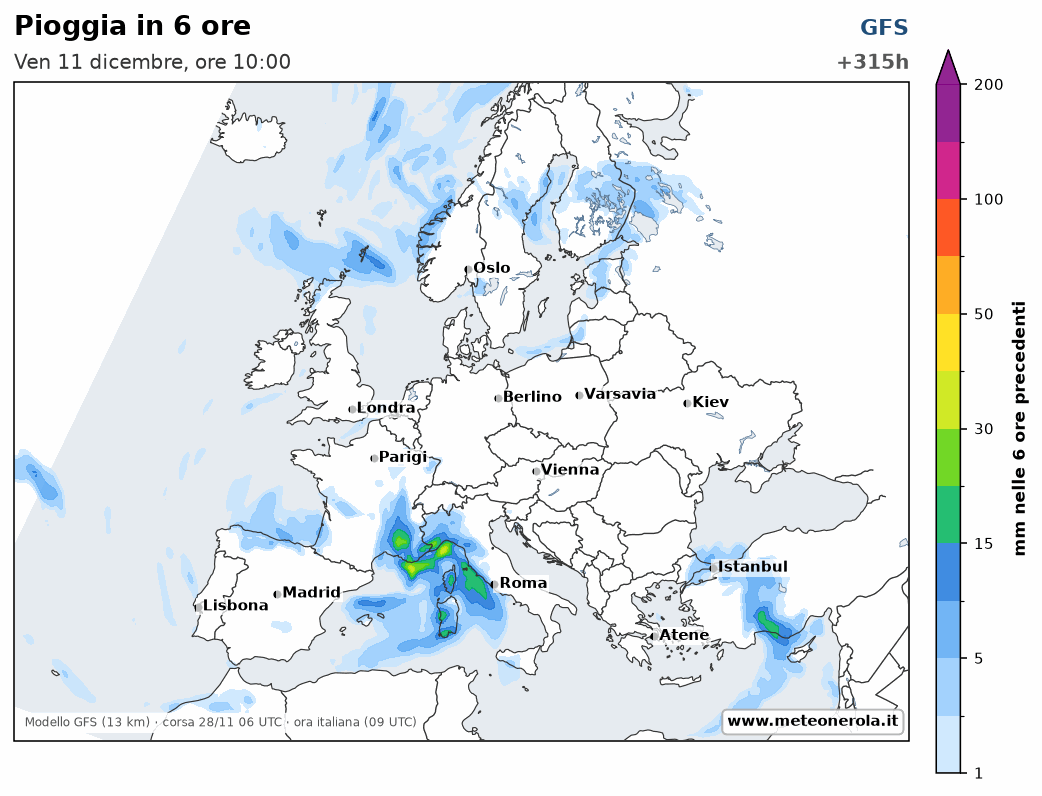 Pioggia in 6 ore
GFS
Ven 11 dicembre, ore 10:00
+315h
Oslo
Berlino
Varsavia
Kiev
Londra
Parigi
Vienna
Istanbul
Roma
Madrid
Lisbona
Atene
Modello GFS (13 km) · corsa 28/11 06 UTC · ora italiana (09 UTC)
www.meteonerola.it
200
100
50
30
15
5
1
mm nelle 6 ore precedenti